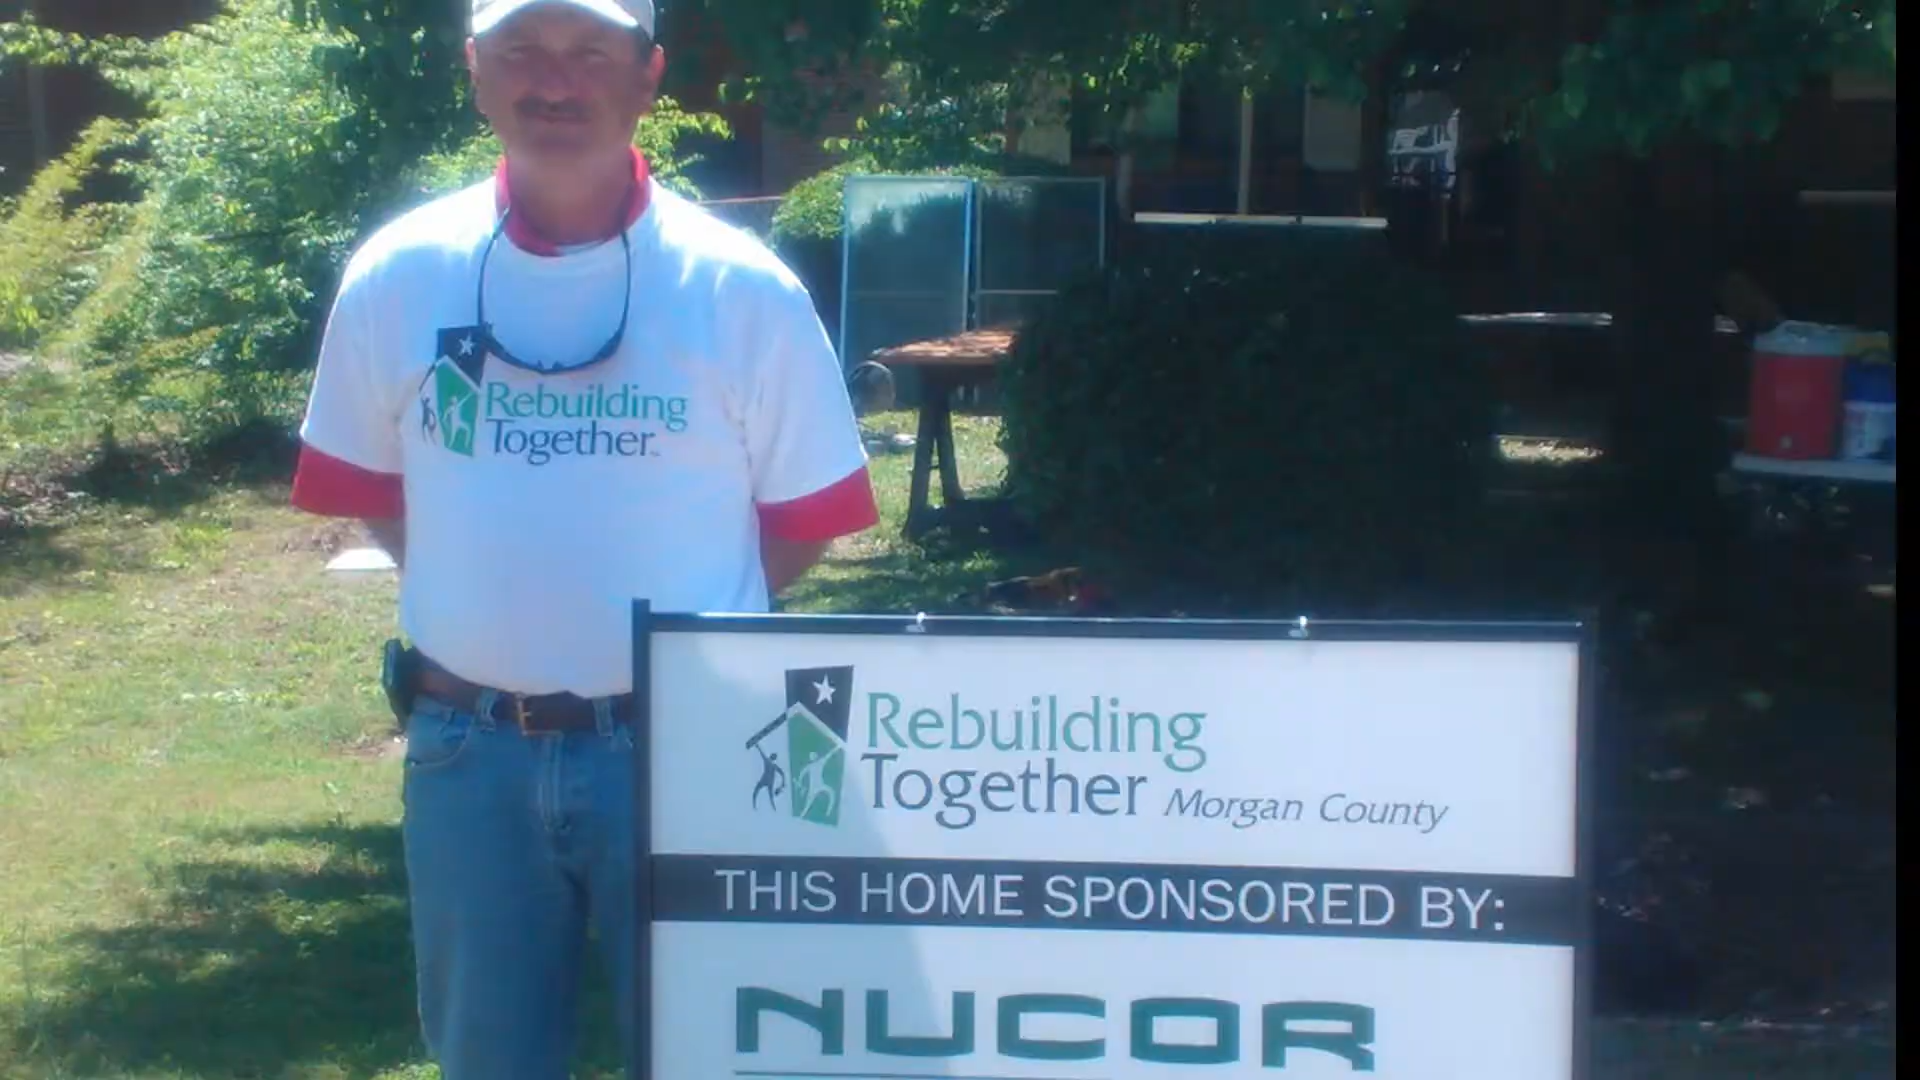 Rebuilding
Together
Rebuilding
Together Morgan County
THIS HOME SPONSORED BY:
NUCOR